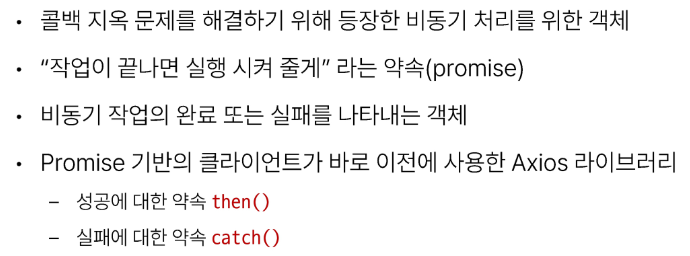 • 콜백 지옥 문제를 해결하기 위해 등장한 비동기 처리를 위한 객체
• “작업이 끝나면 실행 시켜 줄게” 라는 약속(promise)
• 비동기 작업의 완료 또는 실패를 나타내는 객체
• Promise 기반의 클라이언트가 바로 이전에 사용한 Axios 라이브러리
– 성공에 대한 약속 then()
– 실패에 대한 약속 catch()